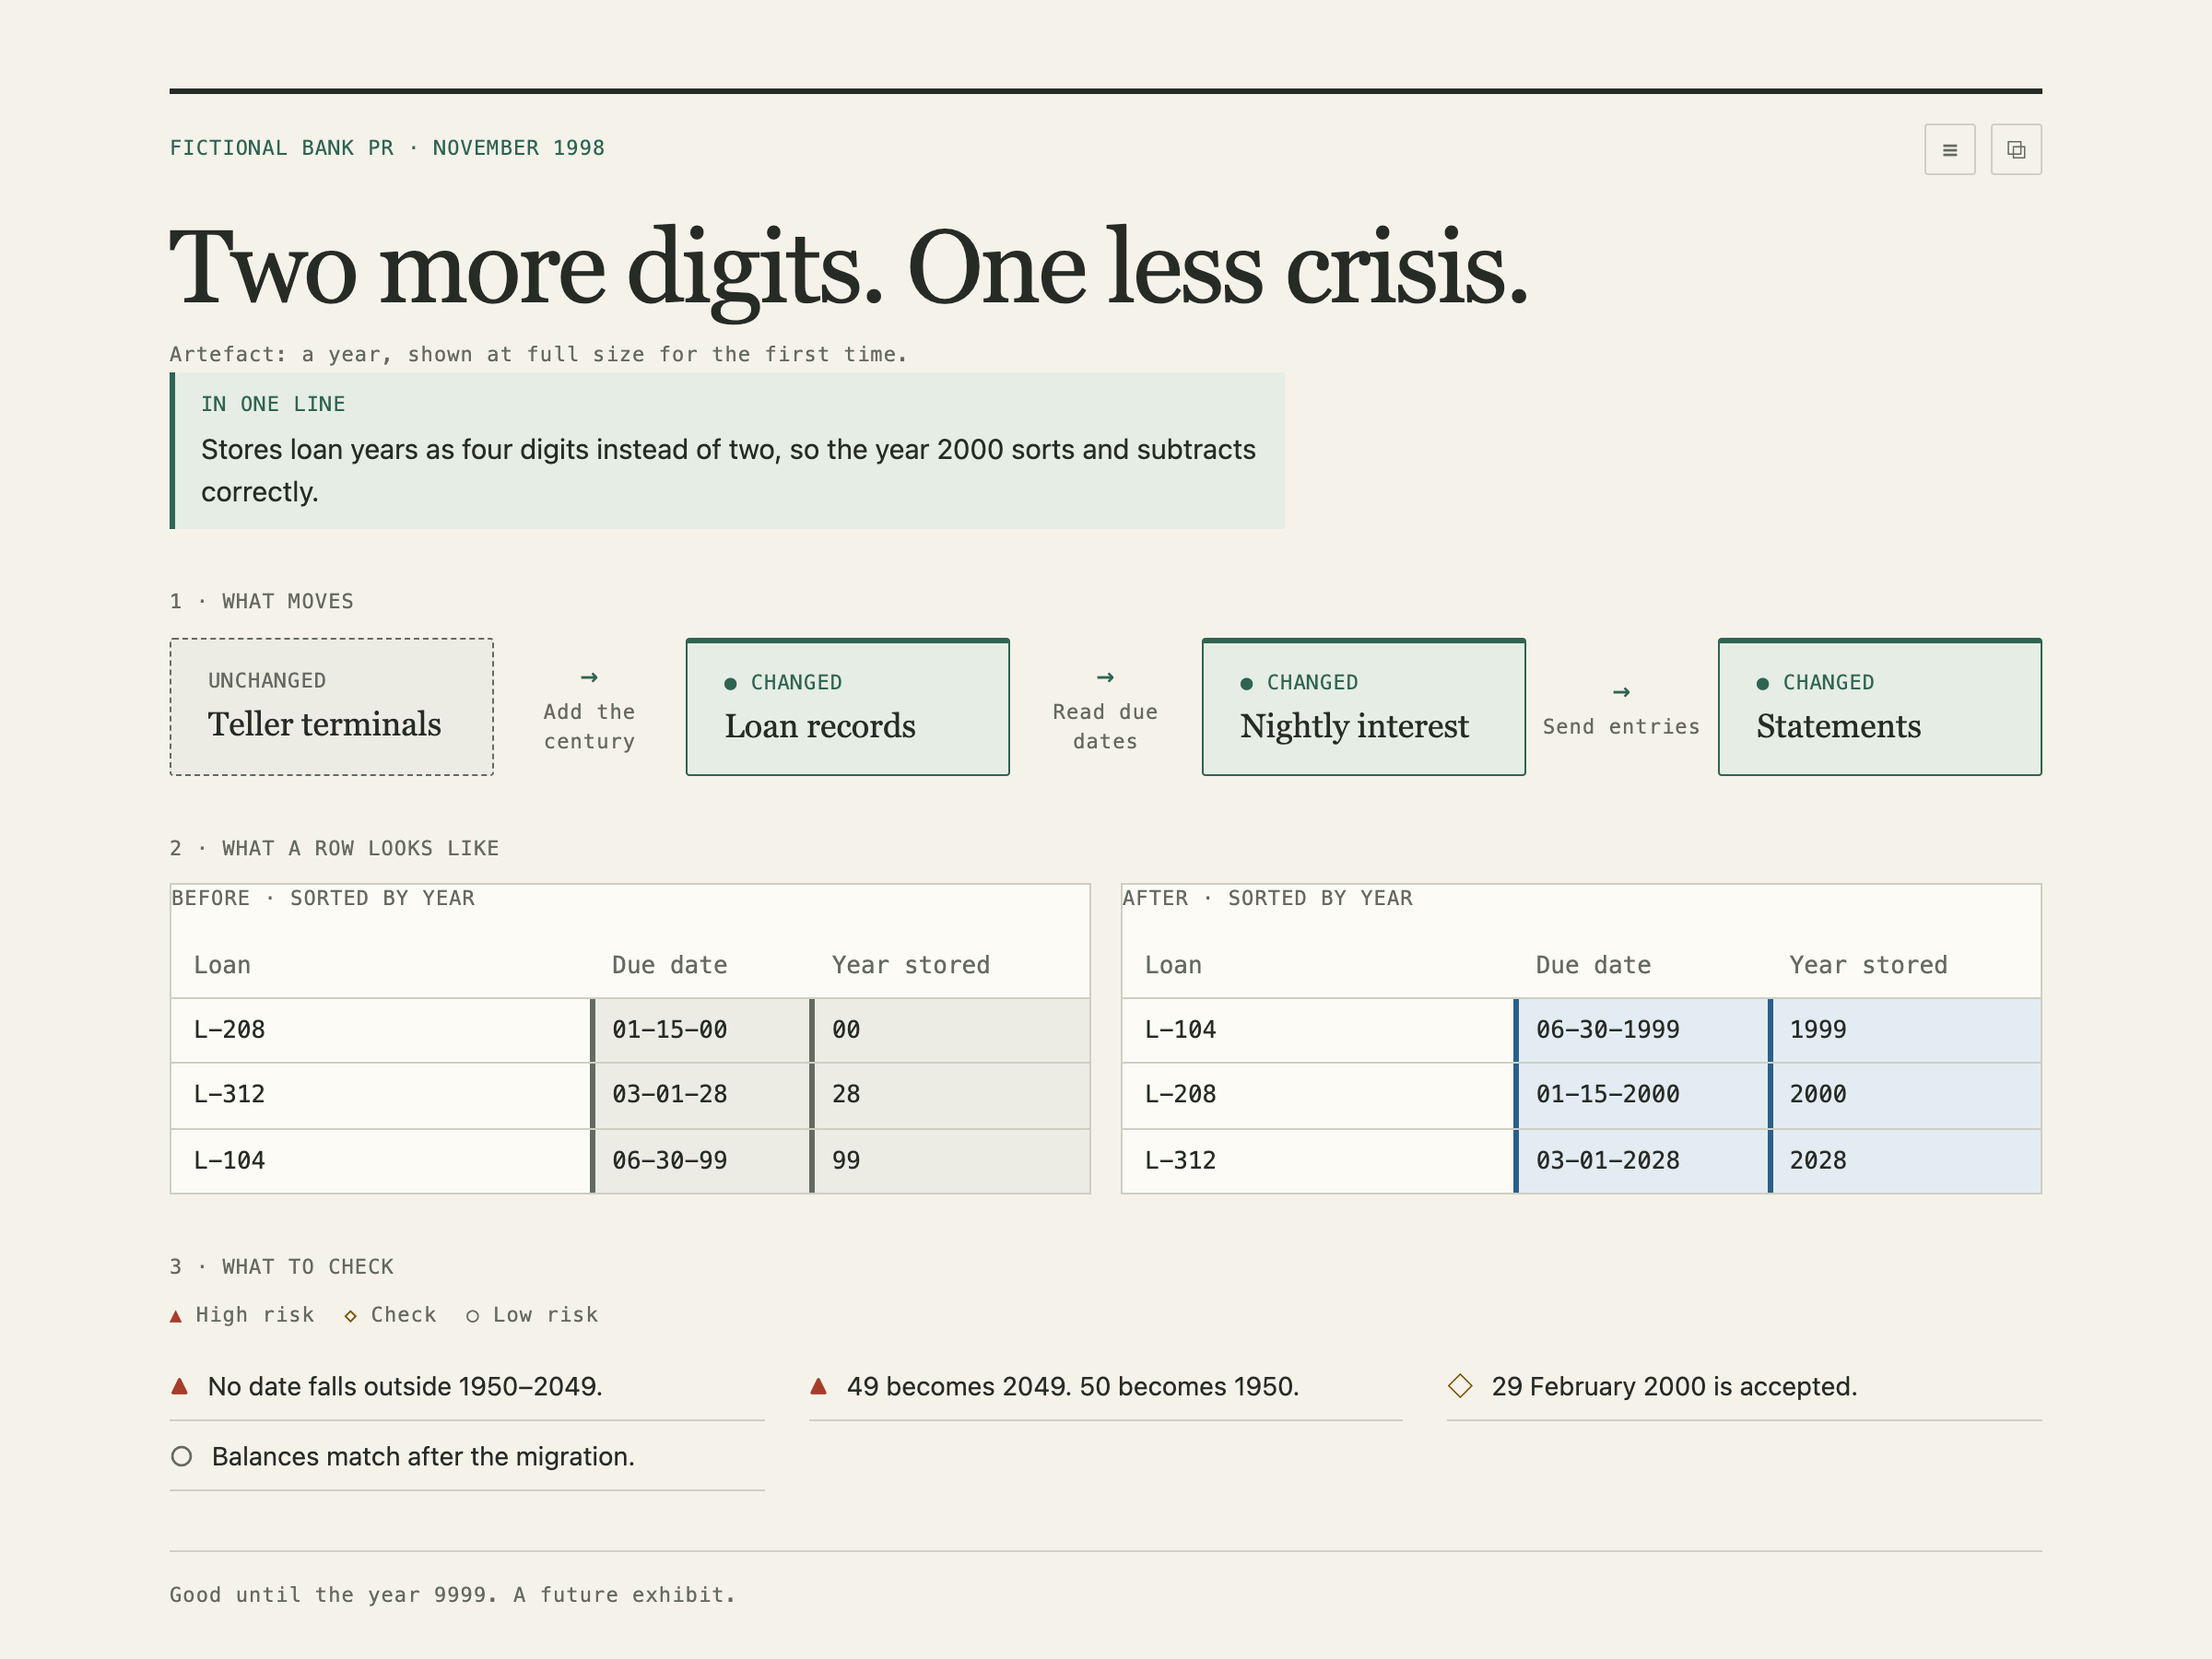 FICTIONAL BANK PR · NOVEMBER 1998
Two more digits. One less crisis.
Artefact: a year, shown at full size for the first time.
IN ONE LINE
Stores loan years as four digits instead of two, so the year 2000 sorts and subtracts
correctly.
1 · WHAT MOVES
UNCHANGED
Teller terminals
→
Add the
century
● CHANGED
Loan records
→
Read due
dates
● CHANGED
Nightly interest
→
Send entries
● CHANGED
Statements
2 · WHAT A ROW LOOKS LIKE
BEFORE · SORTED BY YEAR
Loan Due date Year stored
L–208 01–15–00 00
L–312 03–01–28 28
L–104 06–30–99 99
AFTER · SORTED BY YEAR
Loan Due date Year stored
L–104 06–30–1999 1999
L–208 01–15–2000 2000
L–312 03–01–2028 2028
3 · WHAT TO CHECK
▲ High risk ◇ Check ○ Low risk
▲ No date falls outside 1950–2049.
▲ 49 becomes 2049. 50 becomes 1950.
◇ 29 February 2000 is accepted.
○ Balances match after the migration.
Good until the year 9999. A future exhibit.